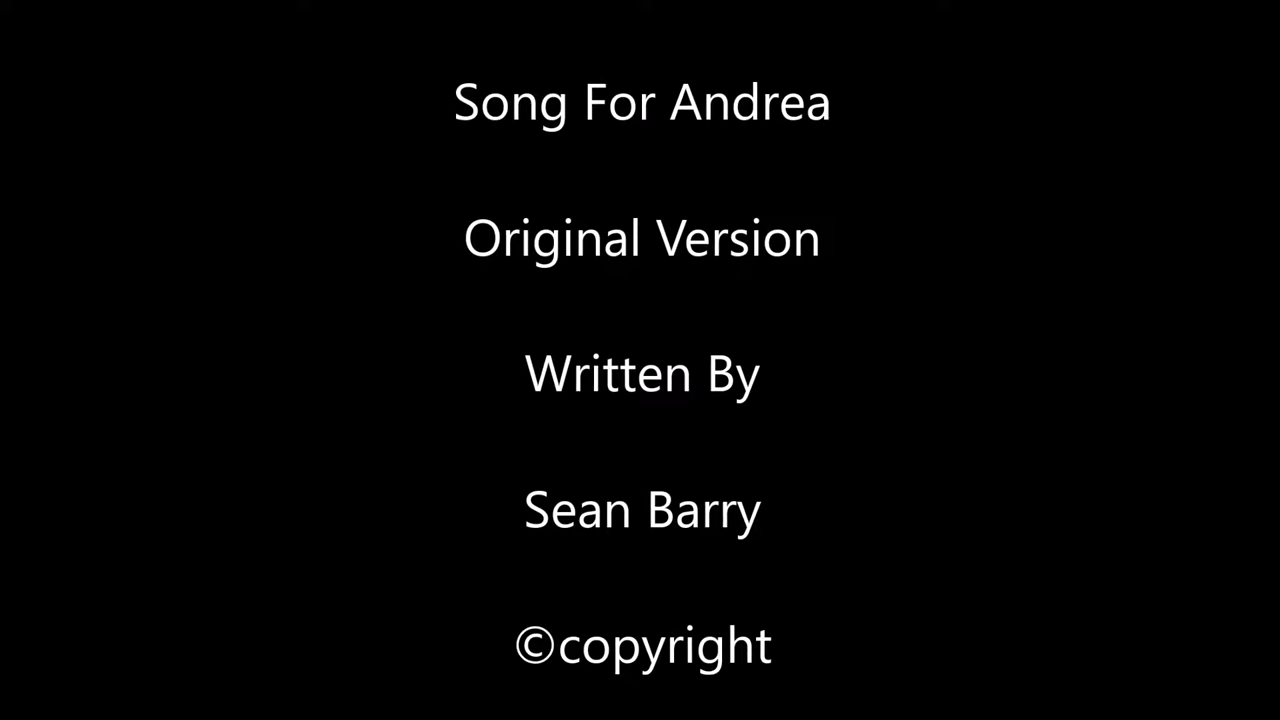 Song For Andrea
Original Version
Written By
Sean Barry
©copyright